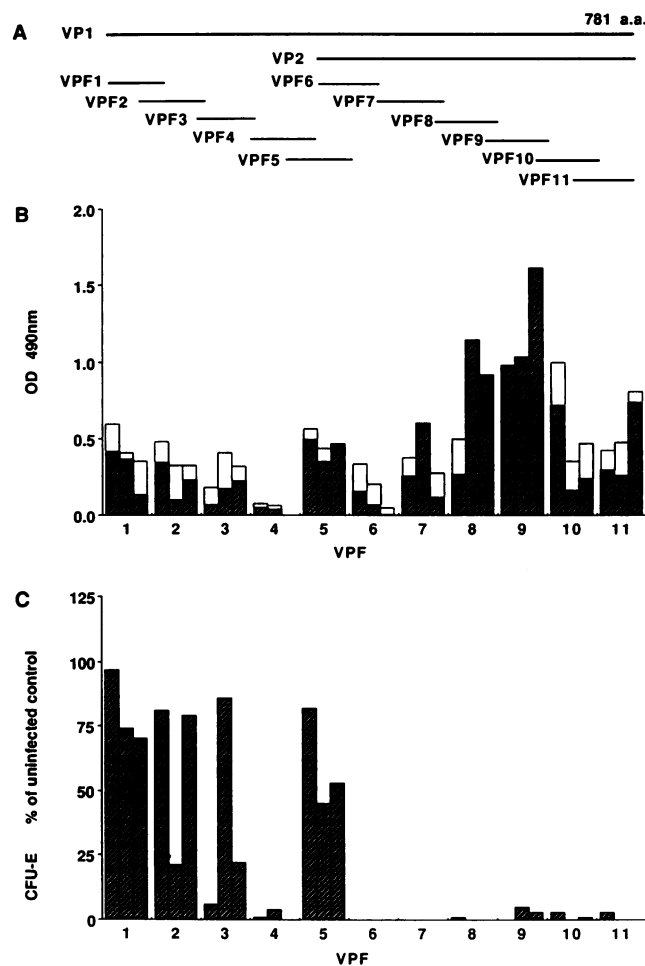 A
781 a.a.
VP1
VP2
VPF1
VPF6
VPF2
VPF7
VPF3
VPF8
VPF4
VPF9
VPF5
VPF10
VPF11
B
2.0
1.5
1.0
0.5
0.0
OD 490nm
1 2 3 4 5 6 7 8 9 10 11
VPF
C
125
100
75
50
25
0
CFU-E % of uninfected control
1 2 3 4 5 6 7 8 9 10 11
VPF